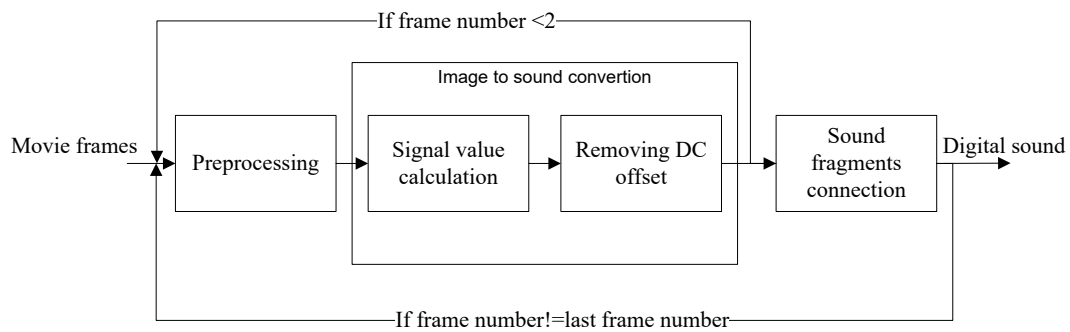 If frame number <2
Image to sound convertion
Movie frames
Preprocessing
Signal value
calculation
Removing DC
offset
Sound
fragments
connection
Digital sound
If frame number!=last frame number